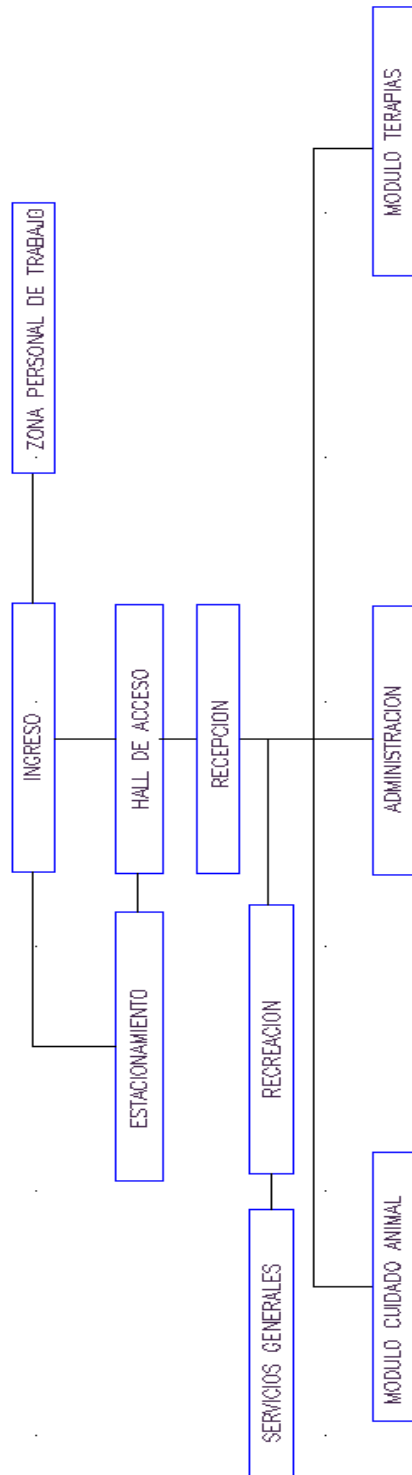 INGRESO
ZONA PERSONAL DE TRABAJO
ESTACIONAMIENTO
HALL DE ACCESO
RECEPCION
SERVICIOS GENERALES
RECREACION
MODULO CUIDADO ANIMAL
ADMINISTRACION
MODULO TERAPIAS